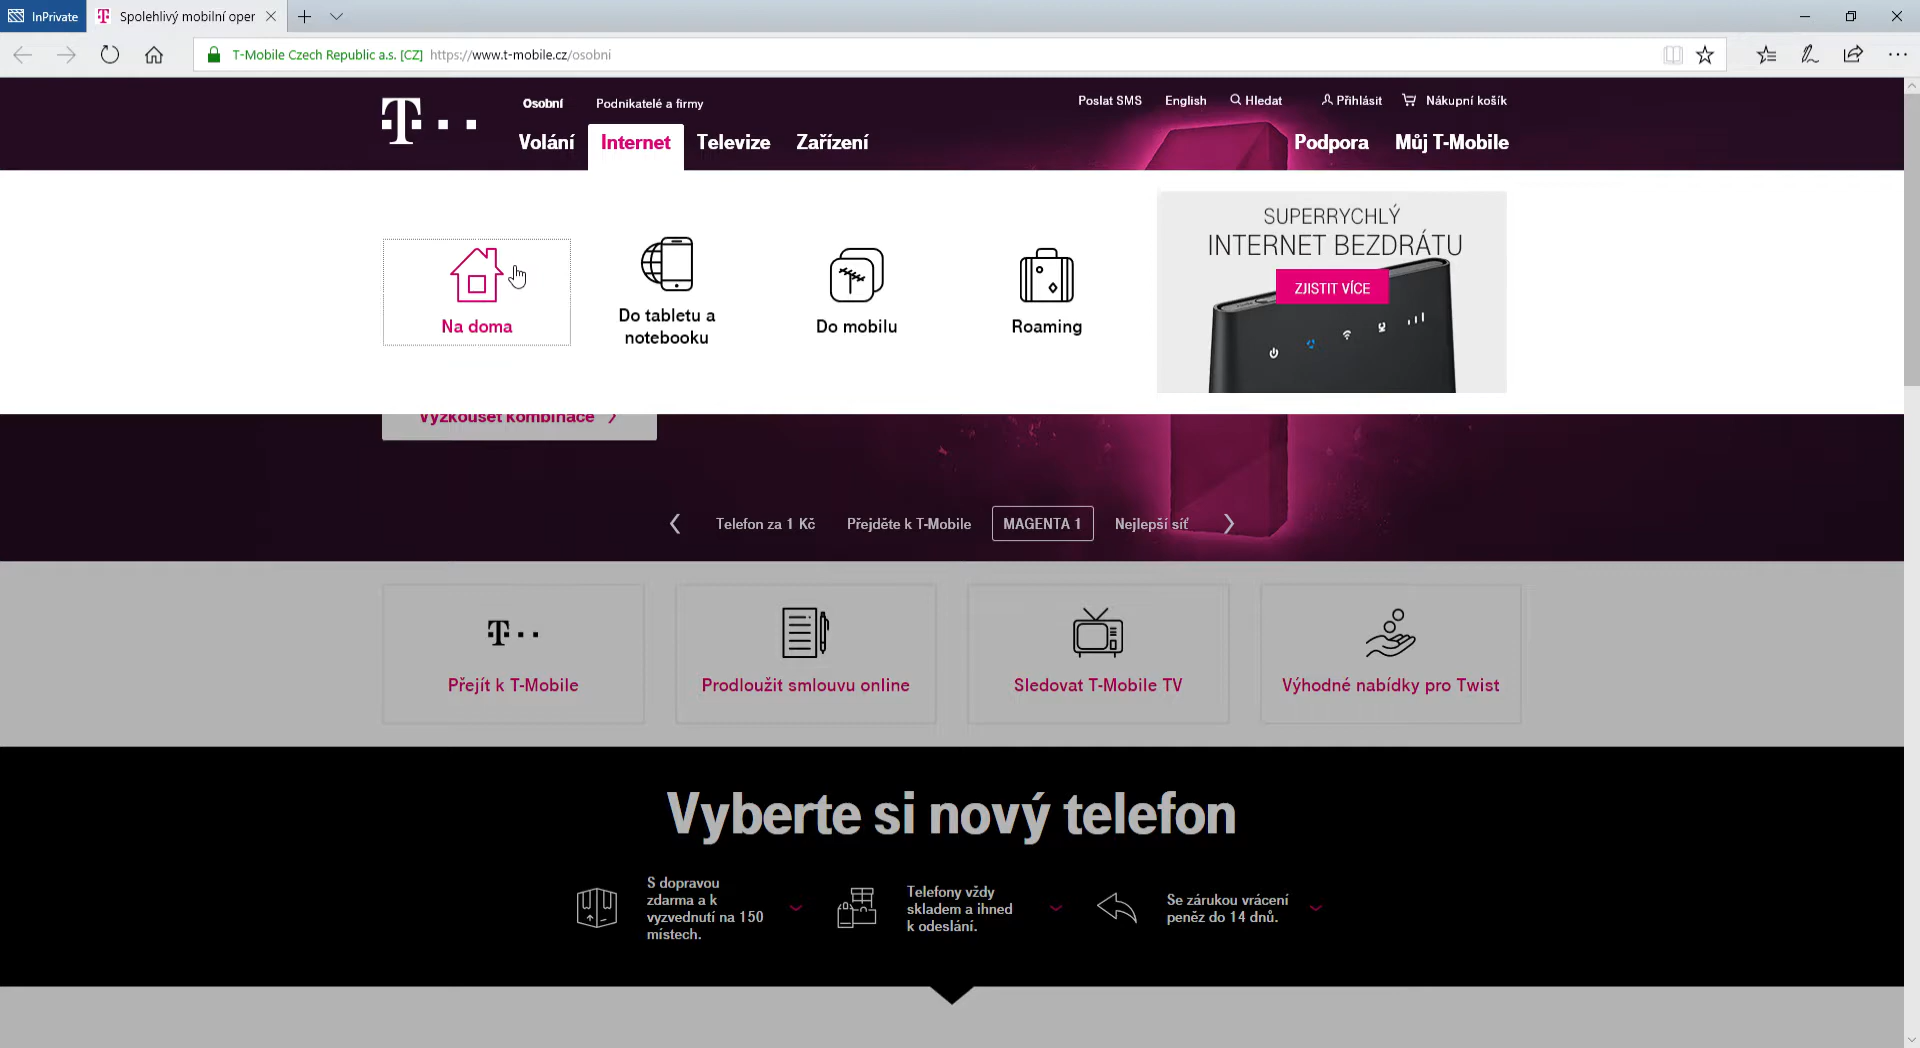 InPrivate
Spolehlivý mobilní oper
T-Mobile Czech Republic a.s. [CZ] https://www.t-mobile.cz/osobni
Osobní Podnikatelé a firmy
Poslat SMS English Hledat Přihlásit Nákupní košík
Volání Internet Televize Zařízení
Podpora Můj T-Mobile
Na doma
Do tabletu a
notebooku
Do mobilu
Roaming
SUPERRYCHLÝ
INTERNET BEZDRÁTU
ZJISTIT VÍCE
Vyzkoušet kombinace
Telefon za 1 Kč Přejděte k T-Mobile MAGENTA 1 Nejlepší síť
Přejít k T-Mobile
Prodloužit smlouvu online
Sledovat T-Mobile TV
Výhodné nabídky pro Twist
Vyberte si nový telefon
S dopravou
zdarma a k
vyzvednutí na 150
místech.
Telefony vždy
skladem a ihned
k odeslání.
Se zárukou vrácení
peněz do 14 dnů.